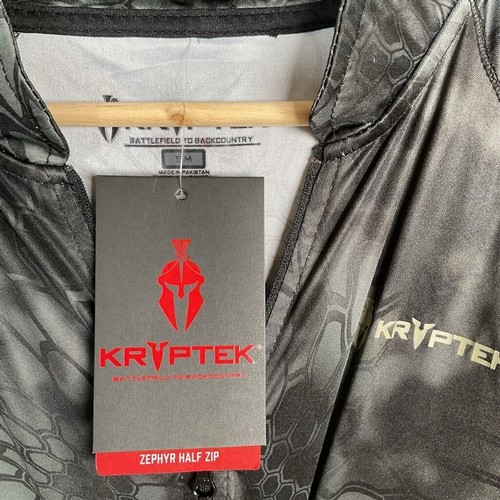 KRYPTEK
BATTLEFIELD TO BACKCOUNTRY
SM
MADE IN PAKISTAN
KRYPTEK®
BATTLEFIELD TO BACKCOUNTRY
KRYPTEK
ZEPHYR HALF ZIP